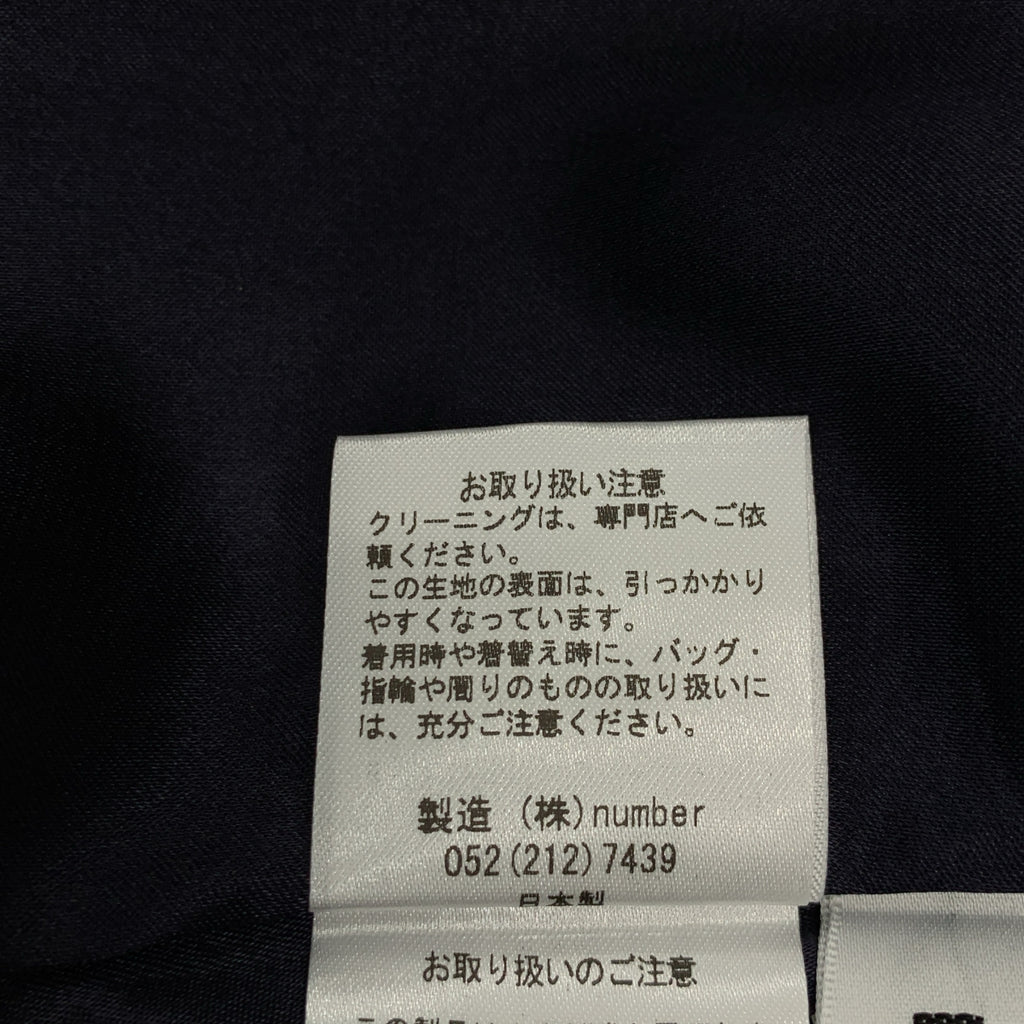 お取り扱い注意
クリーニングは、専門店へご依
頼ください。
この生地の表面は、引っかかり
やすくなっています。
着用時や着替え時に、バッグ・
指輪や周りのものの取り扱いに
は、充分ご注意ください。
製造 (株)number
052(212)7439
日本製
お取り扱いのご注意